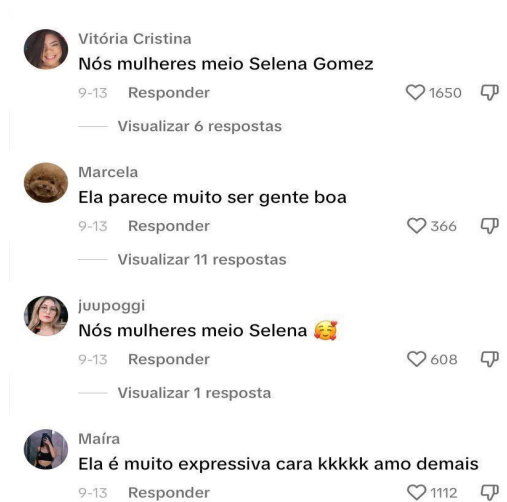 Vitória Cristina
Nós mulheres meio Selena Gomez
9-13 Responder 1650
Visualizar 6 respostas
Marcela
Ela parece muito ser gente boa
9-13 Responder 366
Visualizar 11 respostas
juupoggi
Nós mulheres meio Selena 🥰
9-13 Responder 608
Visualizar 1 resposta
Maíra
Ela é muito expressiva cara kkkkk amo demais
9-13 Responder 1112